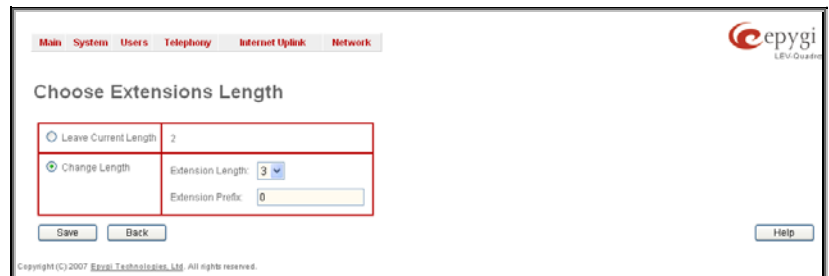 Main System Users Telephony Internet Uplink Network
epygi
LEV-Quadro
Choose Extensions Length
Leave Current Length 2
Change Length Extension Length: 3
Extension Prefix: 0
Save Back Help
Copyright (C) 2007 Epygi Technologies, Ltd. All rights reserved.